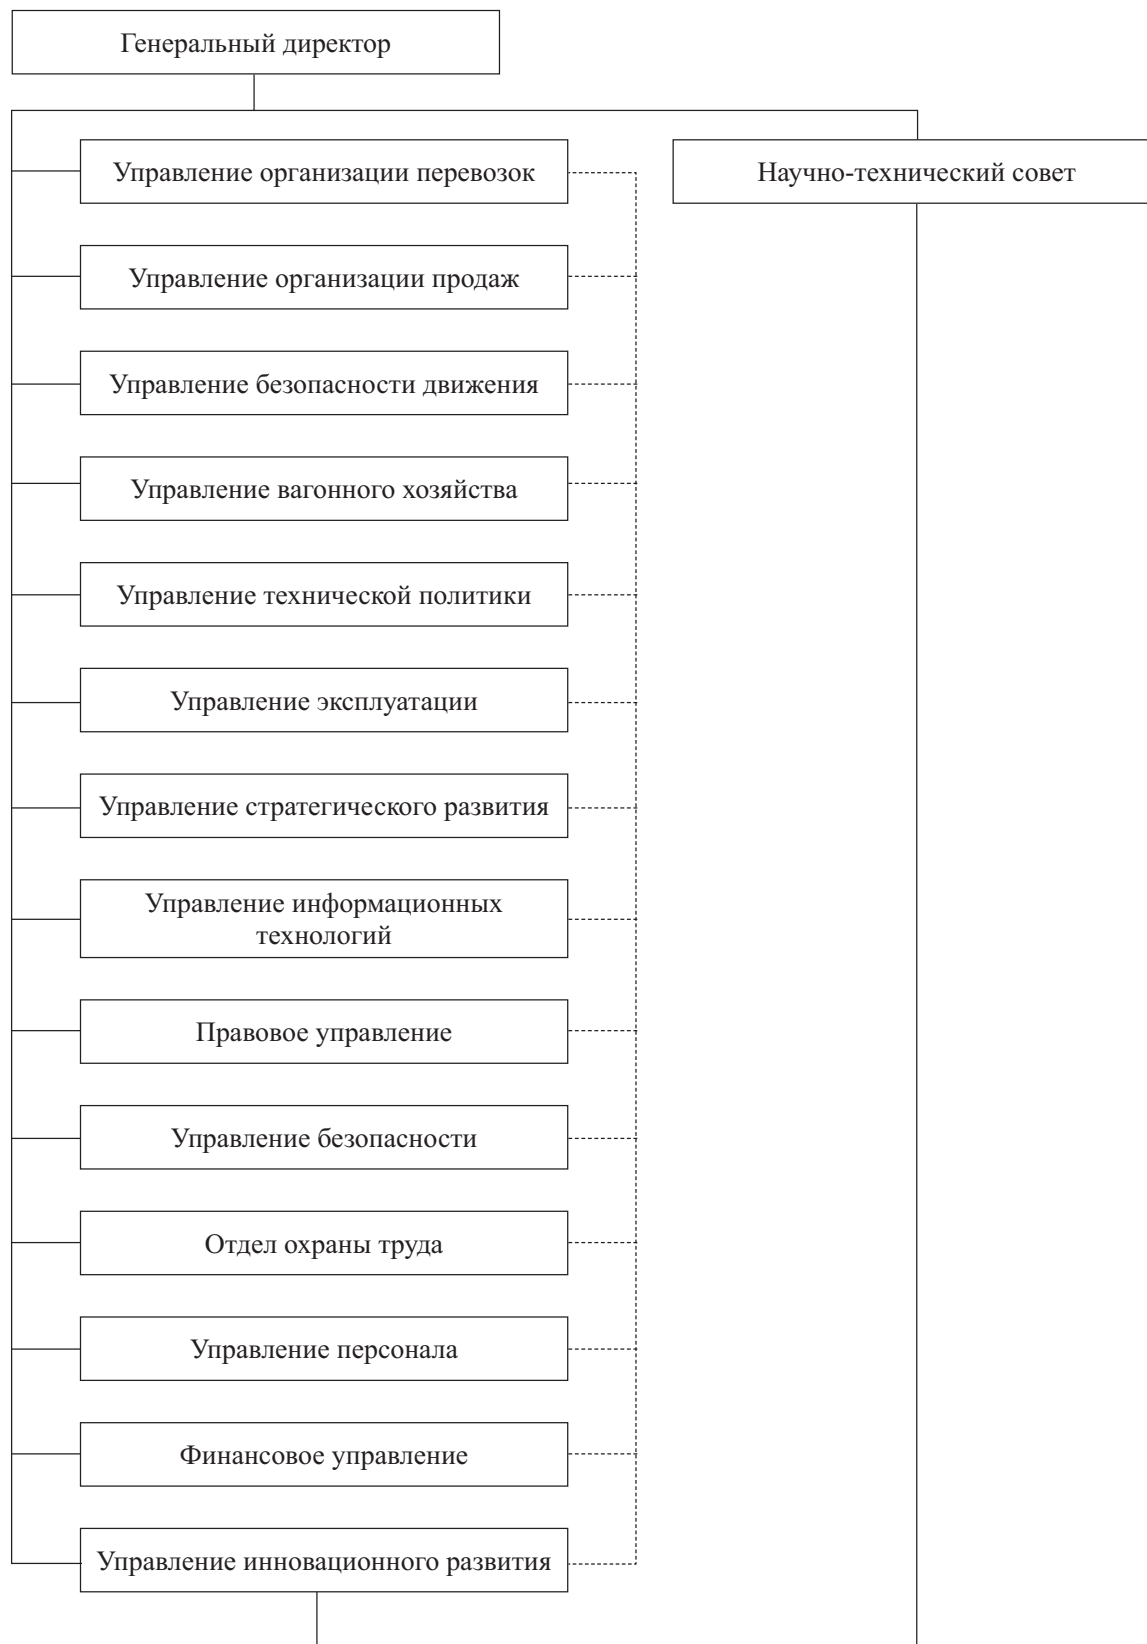 Генеральный директор
Управление организации перевозок
Научно-технический совет
Управление организации продаж
Управление безопасности движения
Управление вагонного хозяйства
Управление технической политики
Управление эксплуатации
Управление стратегического развития
Управление информационных
технологий
Правовое управление
Управление безопасности
Отдел охраны труда
Управление персонала
Финансовое управление
Управление инновационного развития